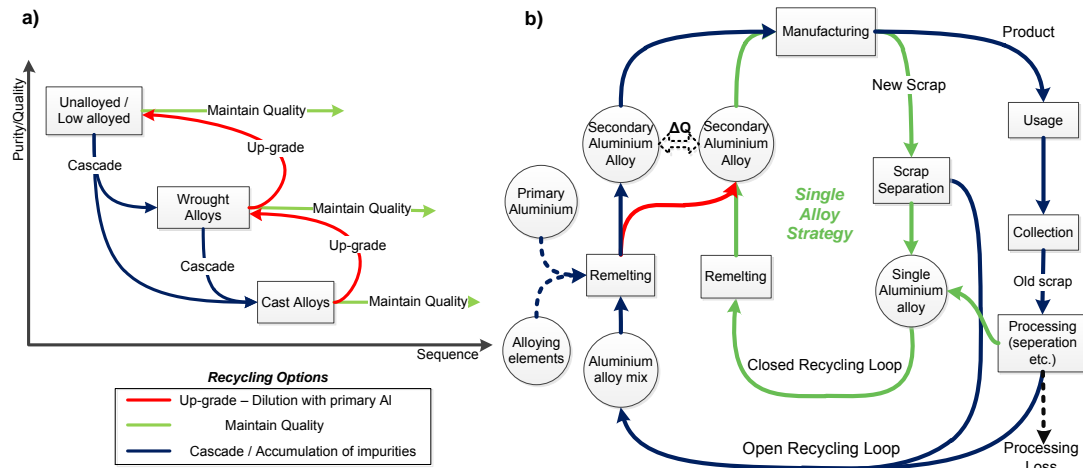 a)
Purity/Quality
Unalloyed /
Low alloyed
Maintain Quality
Up-grade
Cascade
Wrought
Alloys
Maintain Quality
Up-grade
Cascade
Cast Alloys
Maintain Quality
Sequence
Recycling Options
Up-grade – Dilution with primary Al
Maintain Quality
Cascade / Accumulation of impurities
b)
Manufacturing
Product
New Scrap
Usage
Secondary
Aluminium
Alloy
ΔQ
Secondary
Aluminium
Alloy
Scrap
Separation
Primary
Aluminium
Single
Alloy
Strategy
Collection
Remelting
Remelting
Single
Aluminium
alloy
Old scrap
Processing
(seperation
etc.)
Alloying
elements
Aluminium
alloy mix
Closed Recycling Loop
Open Recycling Loop
Processing
Loss